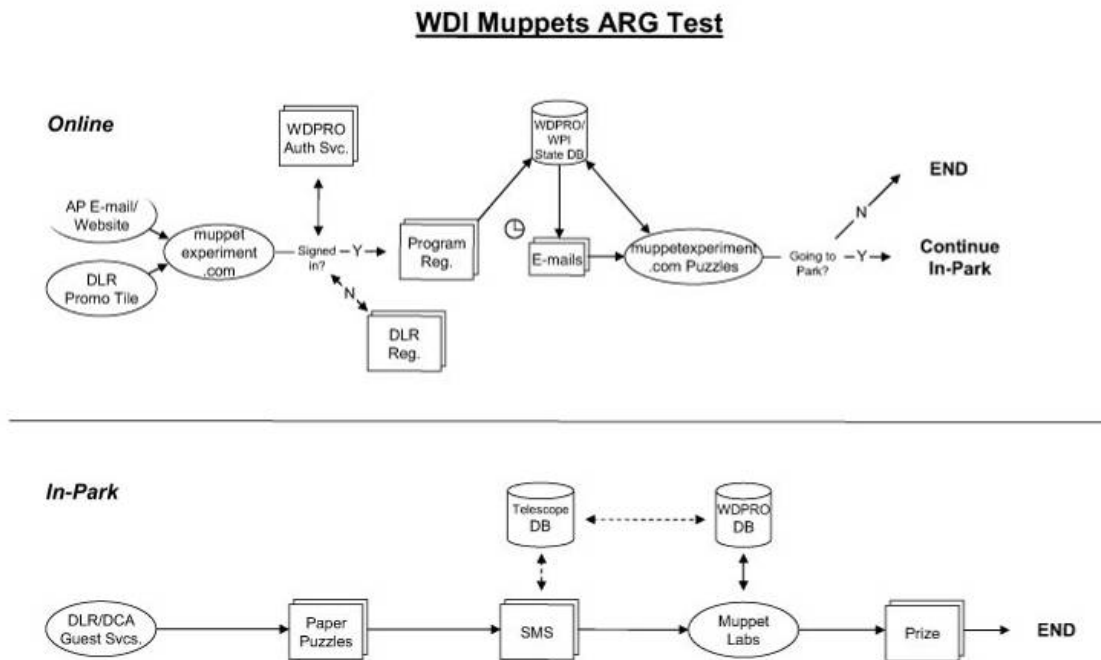 WDI Muppets ARG Test
Online
WDPRO
Auth Svc.
WDPRO/
WPI
State DB
END
AP E-mail/
Website
muppet
experiment
.com
Signed
in?
Y
Program
Reg.
E-mails
muppetexperiment
.com Puzzles
Going to
Park?
N
Y
Continue
In-Park
DLR
Promo Tile
N
DLR
Reg.
In-Park
Telescope
DB
WDPRO
DB
DLR/DCA
Guest Svcs.
Paper
Puzzles
SMS
Muppet
Labs
Prize
END